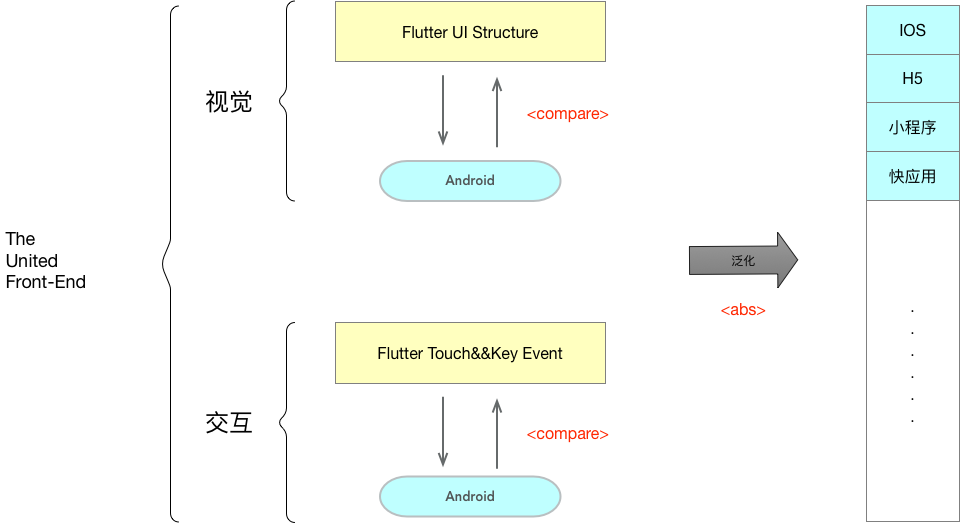 The
United
Front-End
视觉
Flutter UI Structure
<compare>
Android
交互
Flutter Touch&&Key Event
<compare>
Android
泛化
<abs>
IOS
H5
小程序
快应用
.
.
.
.
.
.